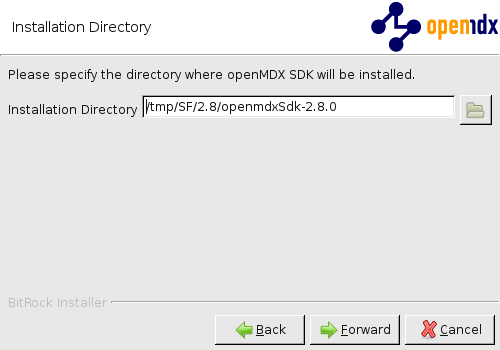 Installation Directory
openmdx
Please specify the directory where openMDX SDK will be installed.
Installation Directory /tmp/SF/2.8/openmdxSdk-2.8.0
BitRock Installer
Back Forward Cancel